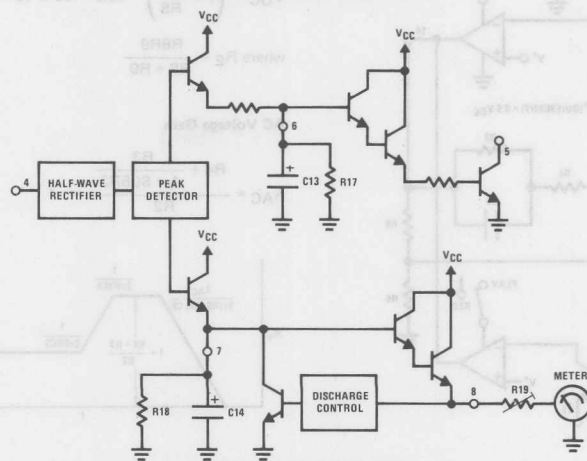 VCC
VCC
6
5
4
HALF-WAVE
RECTIFIER
PEAK
DETECTOR
+
C13
R17
VCC
VCC
7
METER
R18
+
C14
DISCHARGE
CONTROL
8
R19